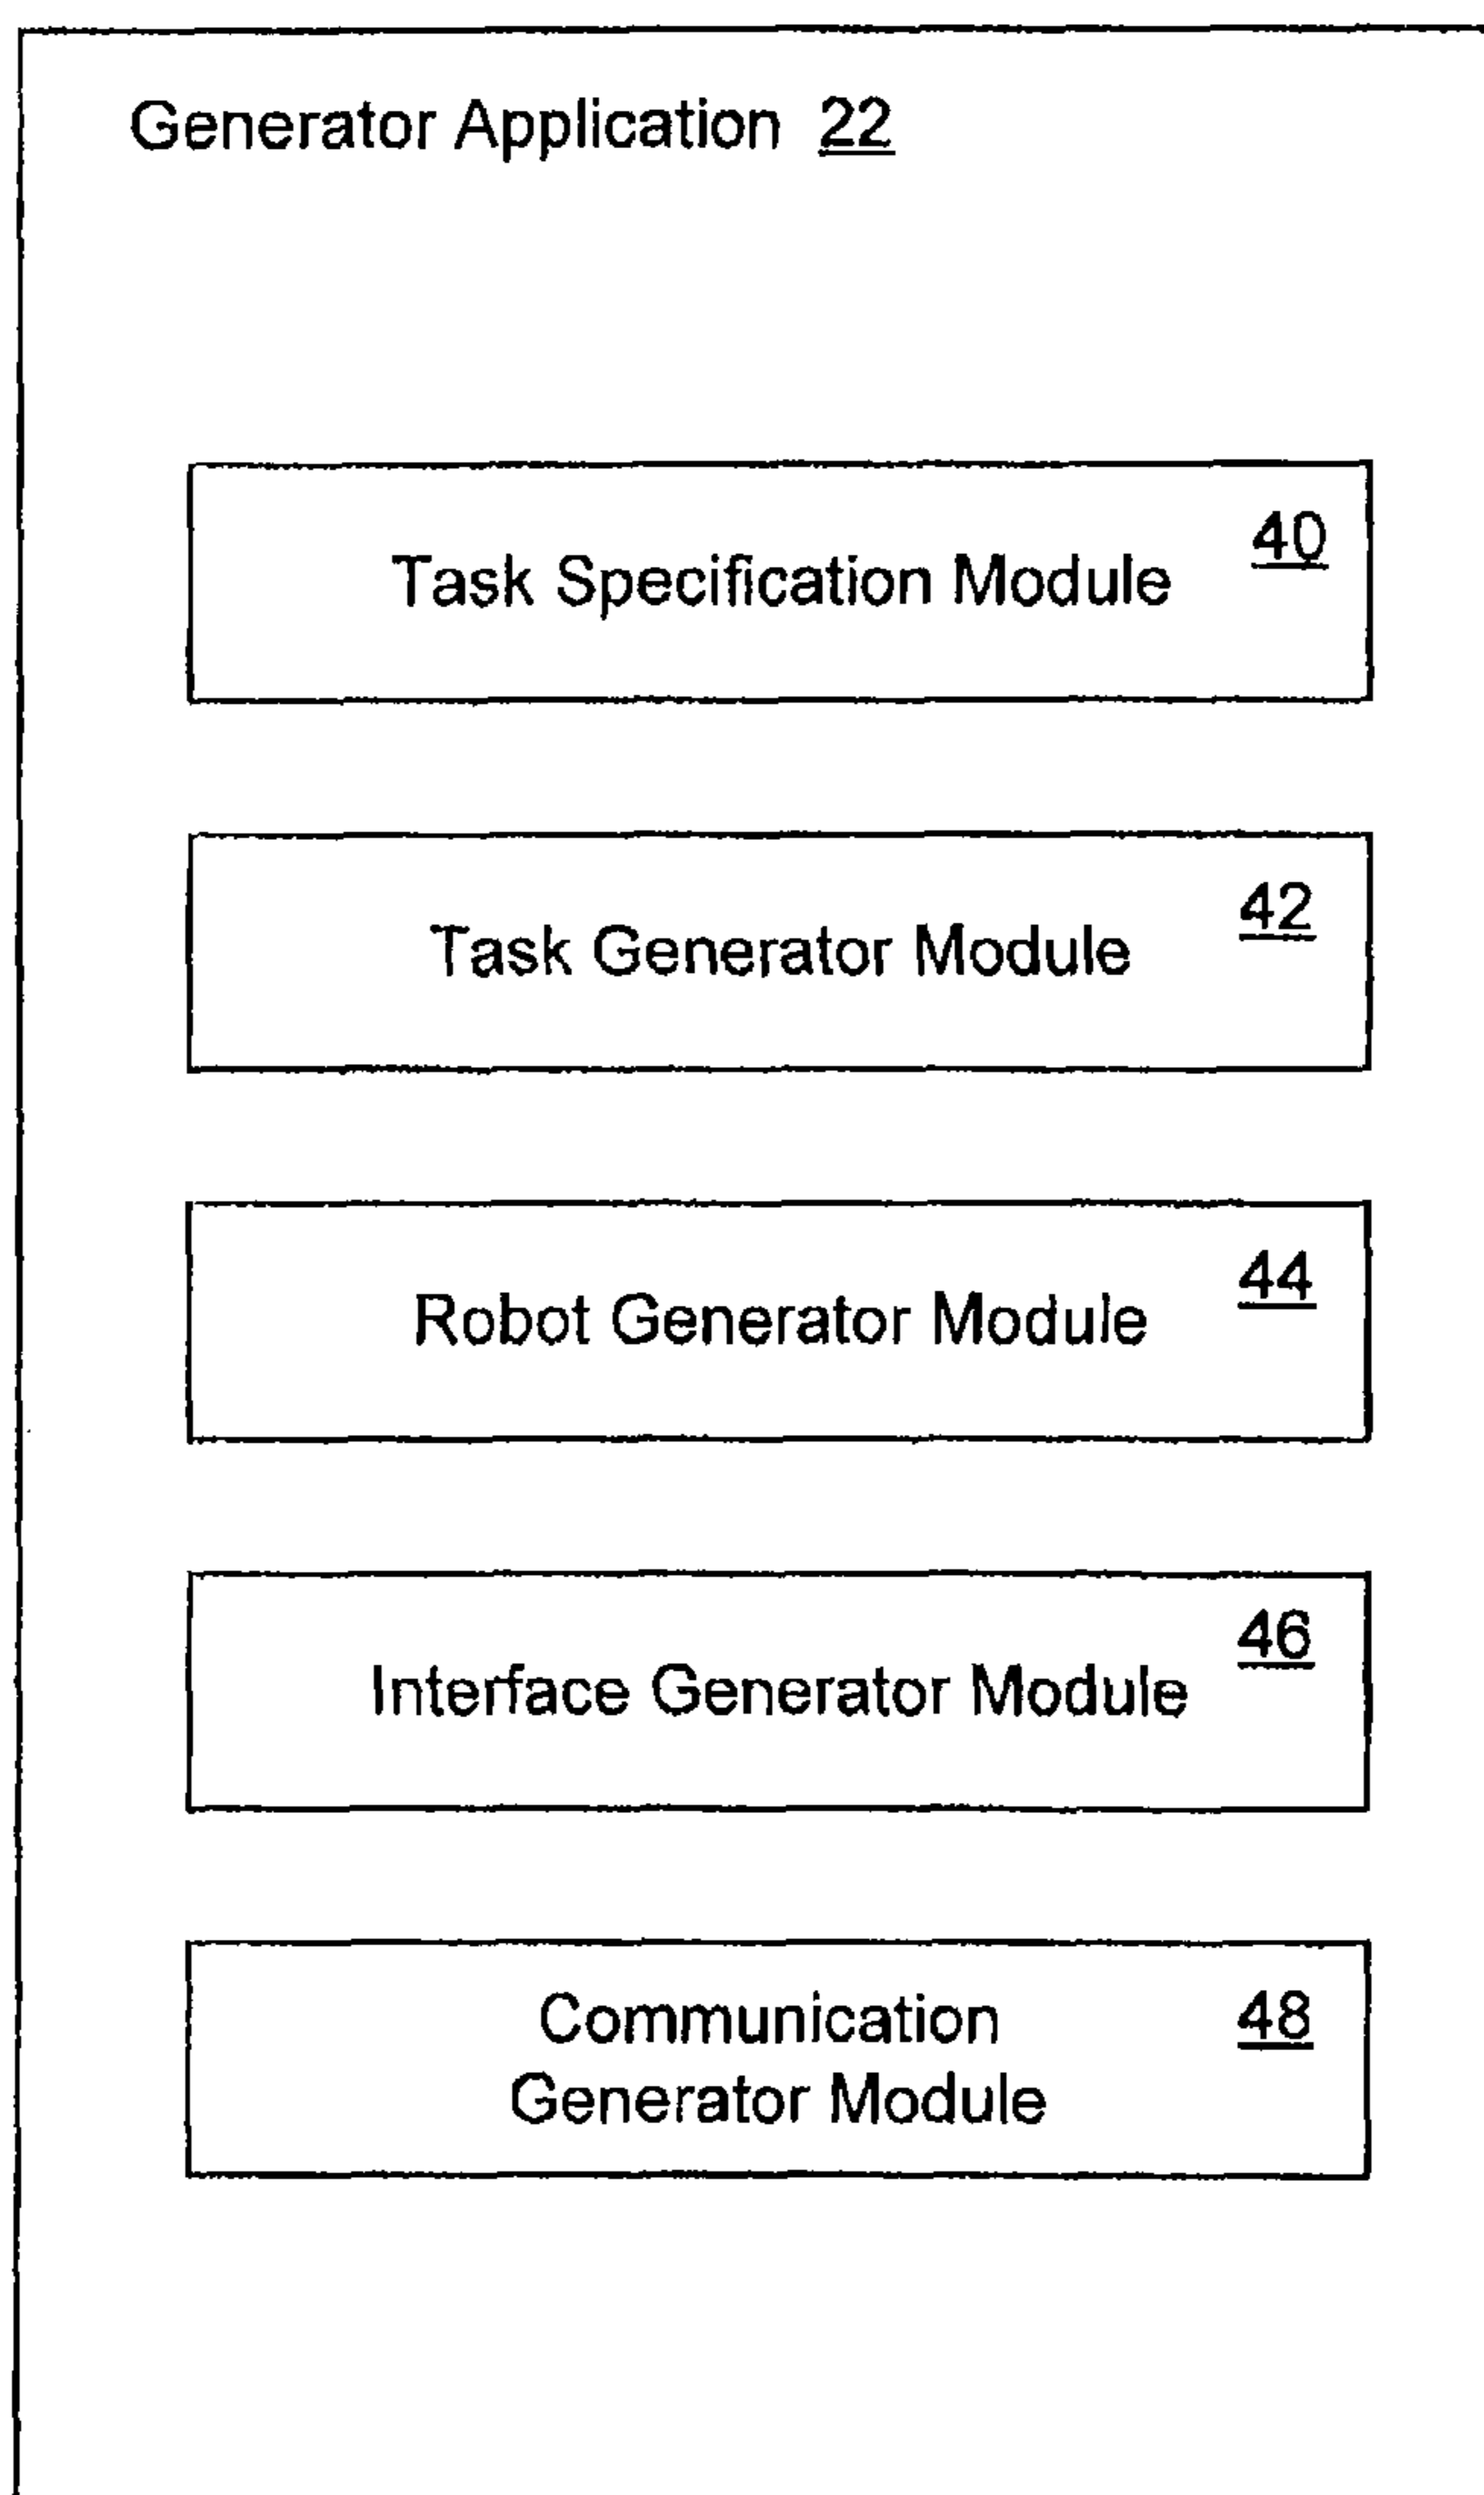 Generator Application 22
40
Task Specification Module
42
Task Generator Module
44
Robot Generator Module
46
Interface Generator Module
Communication 48
Generator Module